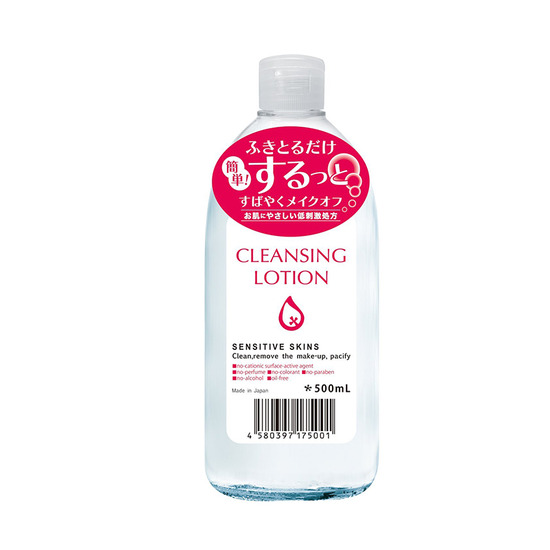 ふきとるだけ
簡単!
するっと
すばやくメイクオフ
お肌にやさしい低刺激処方
CLEANSING
LOTION
SENSITIVE SKINS
Clean,remove the make-up, pacify
■no-cationic surface-active agent
■no-perfume ■no-colorant ■no-paraben
■no-alcohol ■oil-free
Made in Japan
*500mL
4 580397 175001